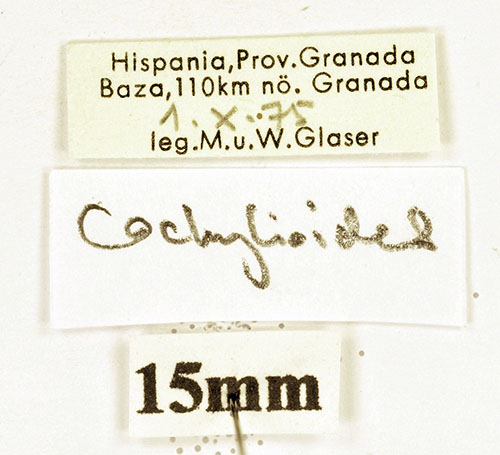 Hispania,Prov.Granada
Baza,110km nö. Granada
1.X.75
leg.M.u.W.Glaser
Cochylioides
15mm